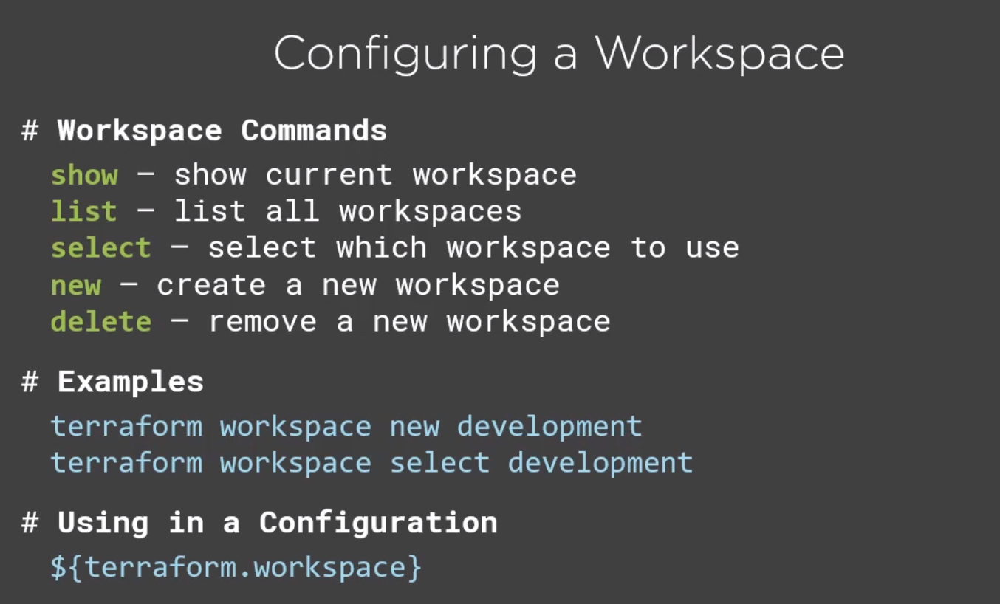 Configuring a Workspace
# Workspace Commands
show – show current workspace
list – list all workspaces
select – select which workspace to use
new – create a new workspace
delete – remove a new workspace
# Examples
terraform workspace new development
terraform workspace select development
# Using in a Configuration
${terraform.workspace}